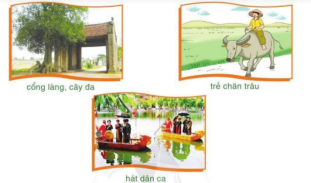 cổng làng, cây đa
trẻ chăn trâu
hát dân ca